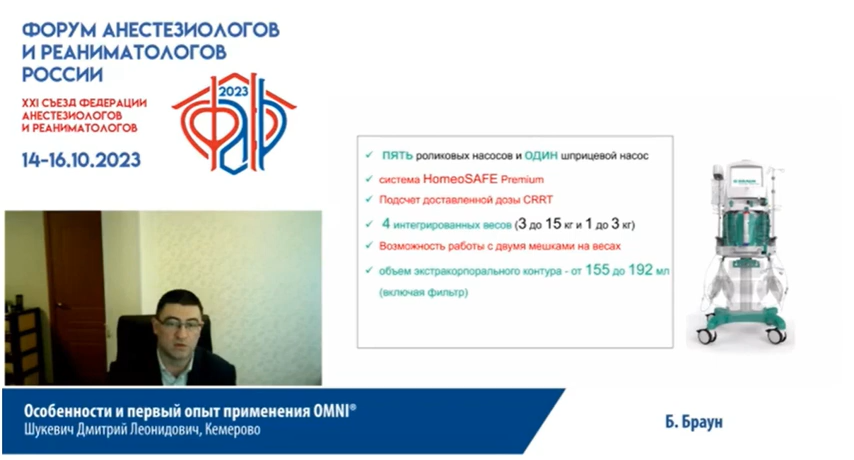 ФОРУМ АНЕСТЕЗИОЛОГОВ
И РЕАНИМАТОЛОГОВ
РОССИИ
XXI СЪЕЗД ФЕДЕРАЦИИ
АНЕСТЕЗИОЛОГОВ
И РЕАНИМАТОЛОГОВ
14-16.10.2023
2023
ФАР
ПЯТЬ роликовых насосов и ОДИН шприцевой насос
система HomeoSAFE Premium
Подсчет доставленной дозы CRRT
4 интегрированных весов (3 до 15 кг и 1 до 3 кг)
Возможность работы с двумя мешками на весах
объем экстракорпорального контура - от 155 до 192 мл
(включая фильтр)
B|BRAUN
Особенности и первый опыт применения OMNI®
Шукевич Дмитрий Леонидович, Кемерово
Б. Браун